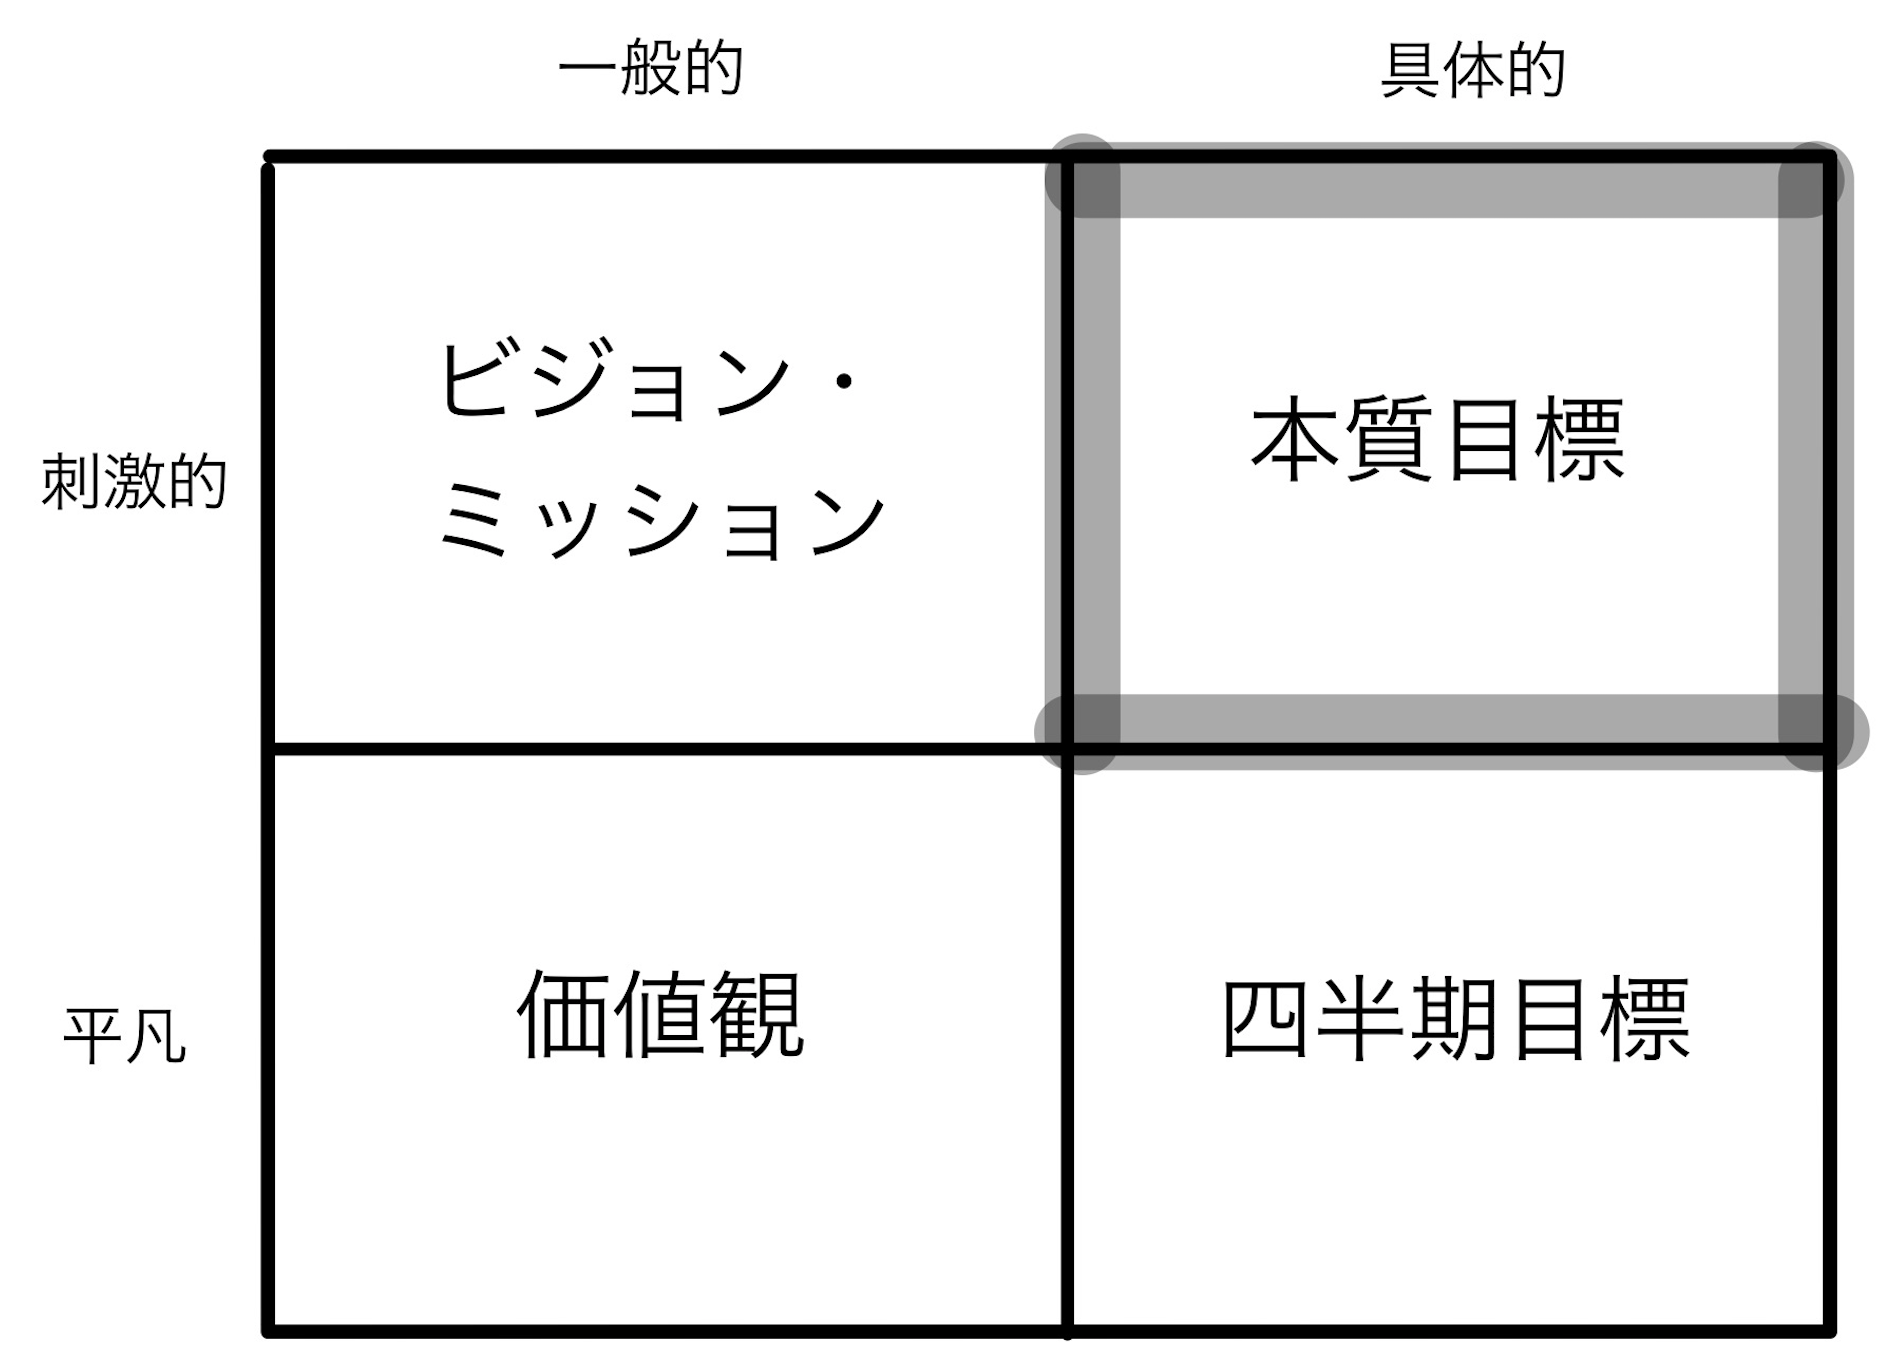 一般的
具体的
刺激的
ビジョン・
ミッション
本質目標
平凡
価値観
四半期目標